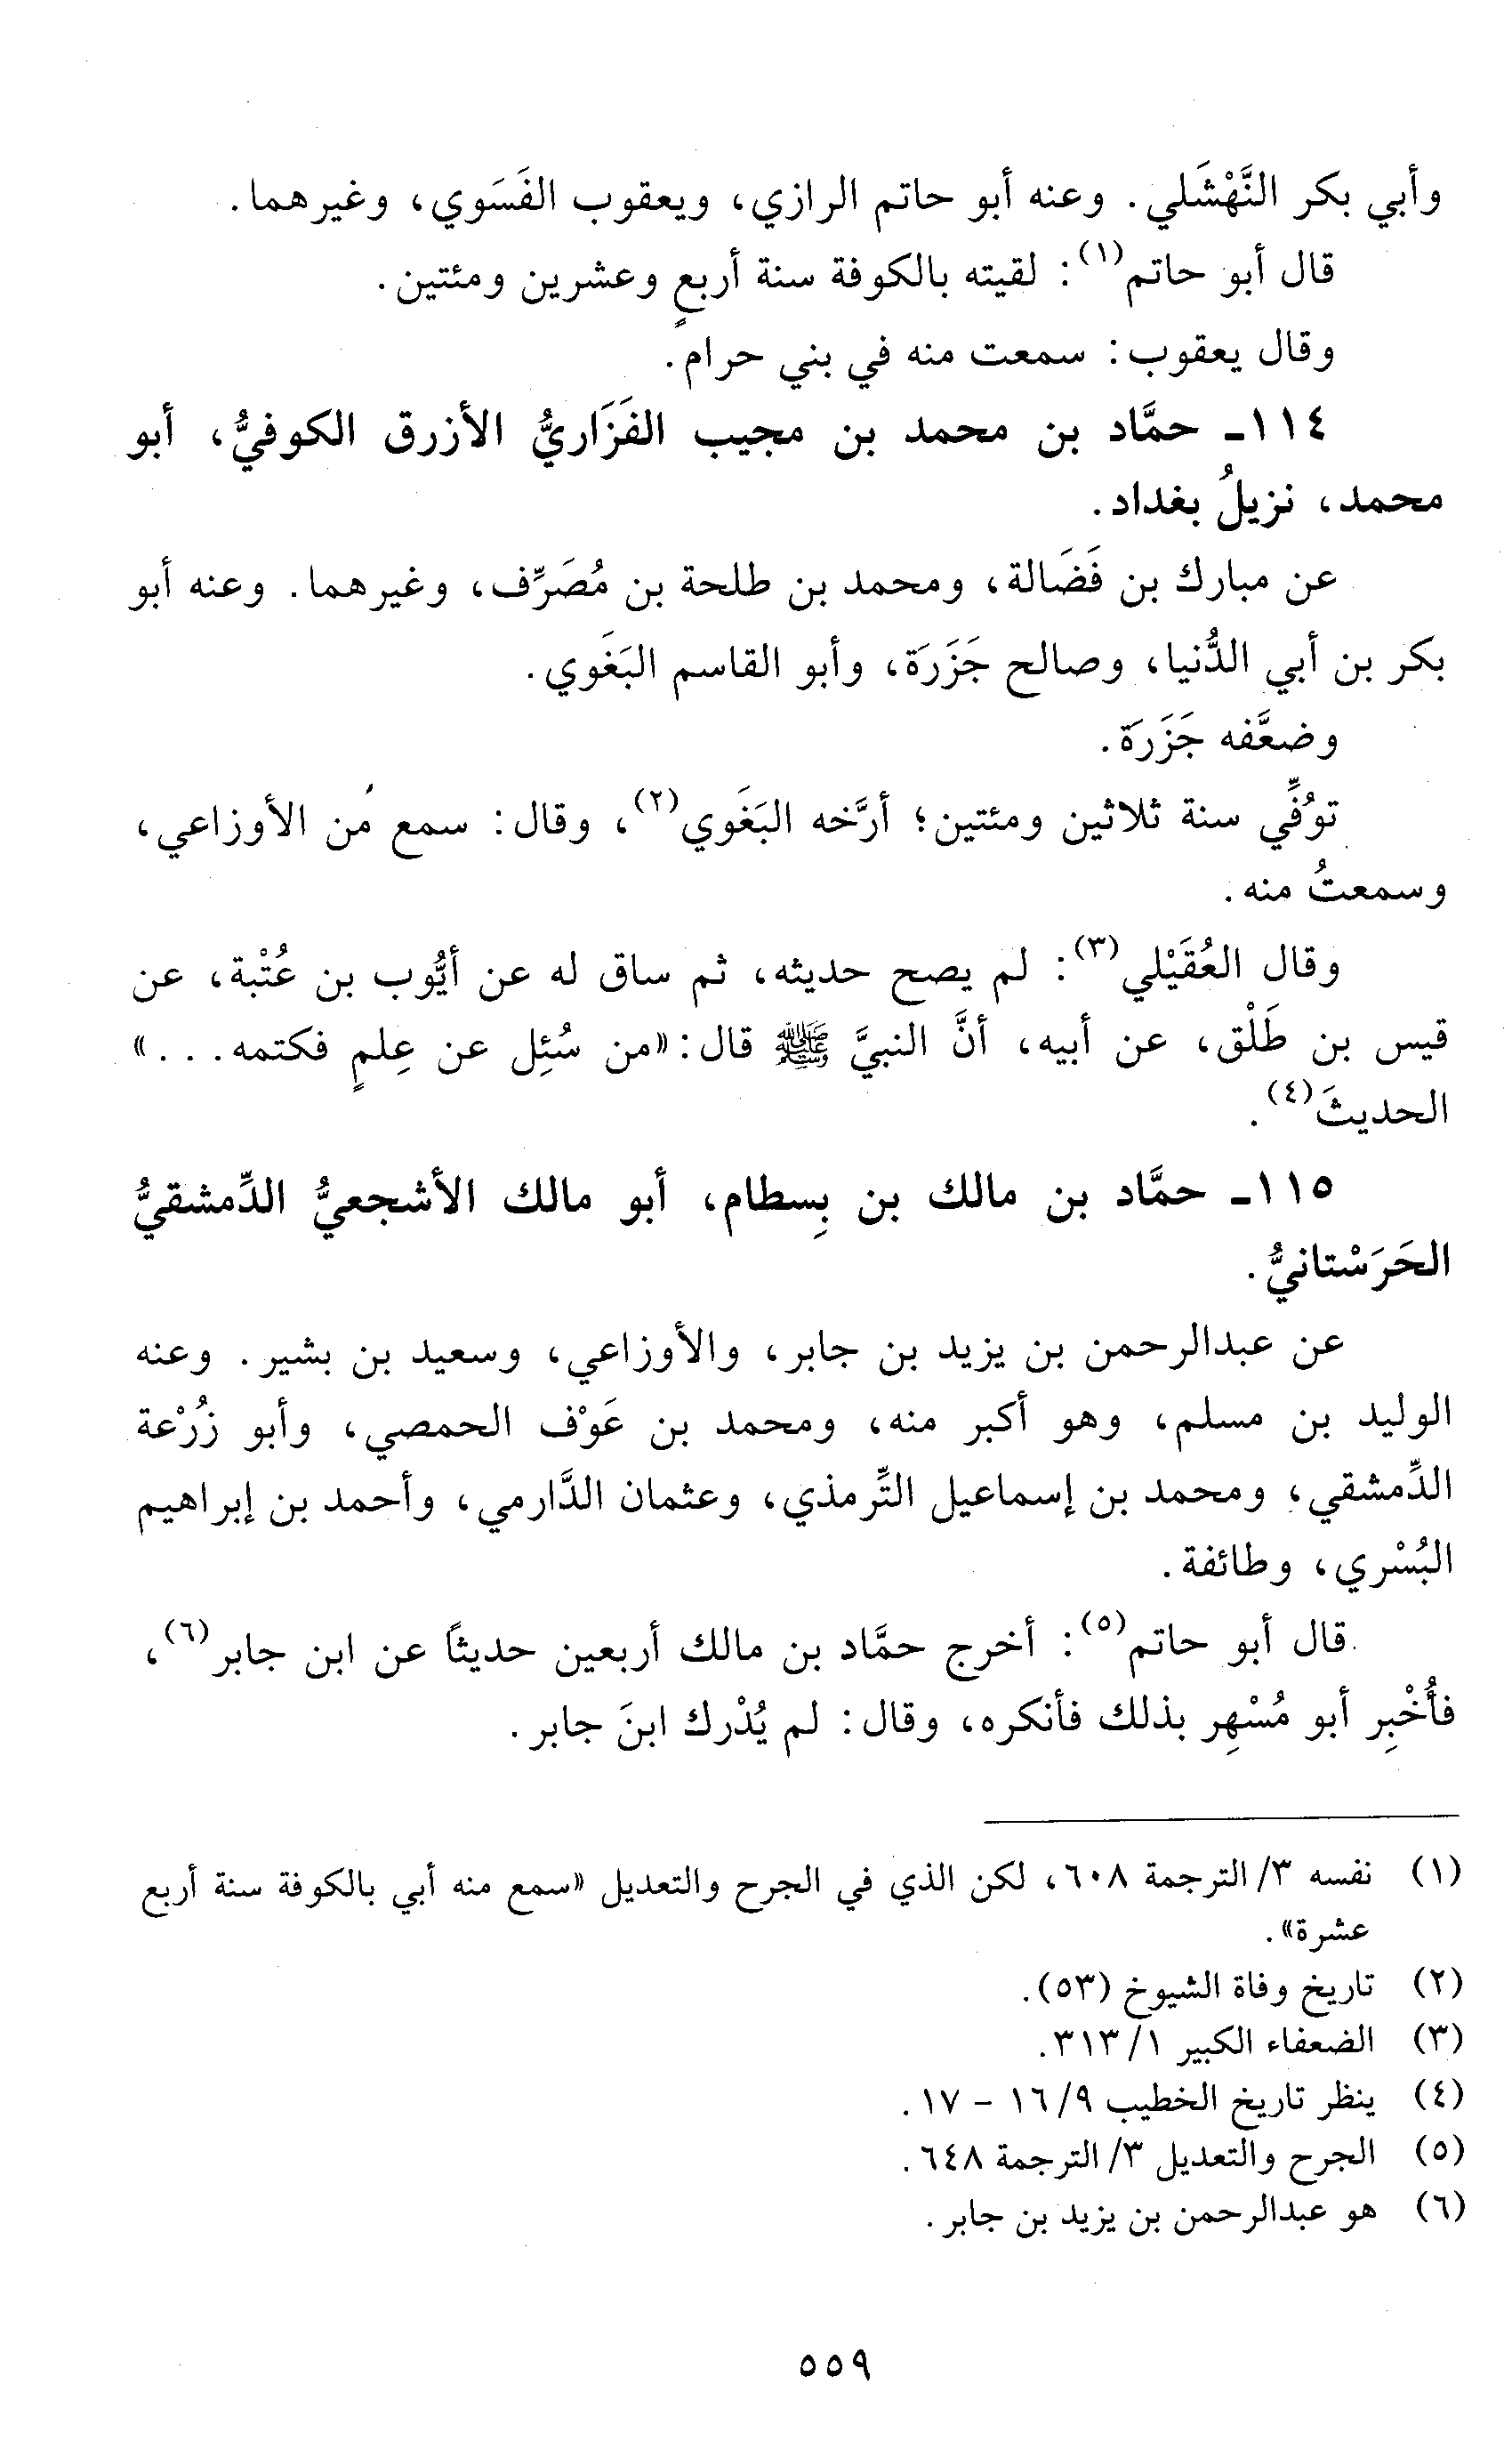 وأبي بكر النَّهْشَلي. وعنه أبو حاتم الرازي، ويعقوب الفَسَوي، وغيرهما.
قال أبو حاتم(١): لقيته بالكوفة سنة أربعٍ وعشرين ومئتين.
وقال يعقوب: سمعت منه في بني حرام.
١١٤ـ حمَّاد بن محمد بن مجيب الفَزَاريُّ الأزرق الكوفيُّ، أبو
محمد، نزيلُ بغداد.
عن مبارك بن فَضَالة، ومحمد بن طلحة بن مُصَرِّف، وغيرهما. وعنه أبو
بكر بن أبي الدُّنيا، وصالح جَزَرَة، وأبو القاسم البَغَوي.
وضعَّفه جَزَرَة.
توُفِّي سنة ثلاثين ومئتين؛ أرَّخه البَغَوي(٢)، وقال: سمع من الأوزاعي،
وسمعتُ منه.
وقال العُقَيْلي(٣): لم يصح حديثه، ثم ساق له عن أيُّوب بن عُتْبة، عن
قيس بن طَلْق، عن أبيه، أنَّ النبيَّ ﷺ قال: «من سُئِل عن عِلمٍ فكتمه. . .»
الحديثَ(٤).
١١٥ـ حمَّاد بن مالك بن بِسطام، أبو مالك الأشجعيُّ الدِّمشقيُّ
الحَرَسْتانيُّ.
عن عبدالرحمن بن يزيد بن جابر، والأوزاعي، وسعيد بن بشير. وعنه
الوليد بن مسلم، وهو أكبر منه، ومحمد بن عَوْف الحمصي، وأبو زُرْعة
الدِّمشقي، ومحمد بن إسماعيل التِّرمذي، وعثمان الدَّارمي، وأحمد بن إبراهيم
البُسْري، وطائفة.
قال أبو حاتم(٥): أخرج حمَّاد بن مالك أربعين حديثًا عن ابن جابر(٦)،
فأُخْبِر أبو مُسْهِر بذلك فأنكره، وقال: لم يُدْرك ابنَ جابر.
(١) نفسه ٣/ الترجمة ٦٠٨، لكن الذي في الجرح والتعديل «سمع منه أبي بالكوفة سنة أربع
عشرة».
(٢) تاريخ وفاة الشيوخ (٥٣).
(٣) الضعفاء الكبير ١/ ٣١٣.
(٤) ينظر تاريخ الخطيب ٩/ ١٦ - ١٧.
(٥) الجرح والتعديل ٣/ الترجمة ٦٤٨.
(٦) هو عبدالرحمن بن يزيد بن جابر.
٥٥٩